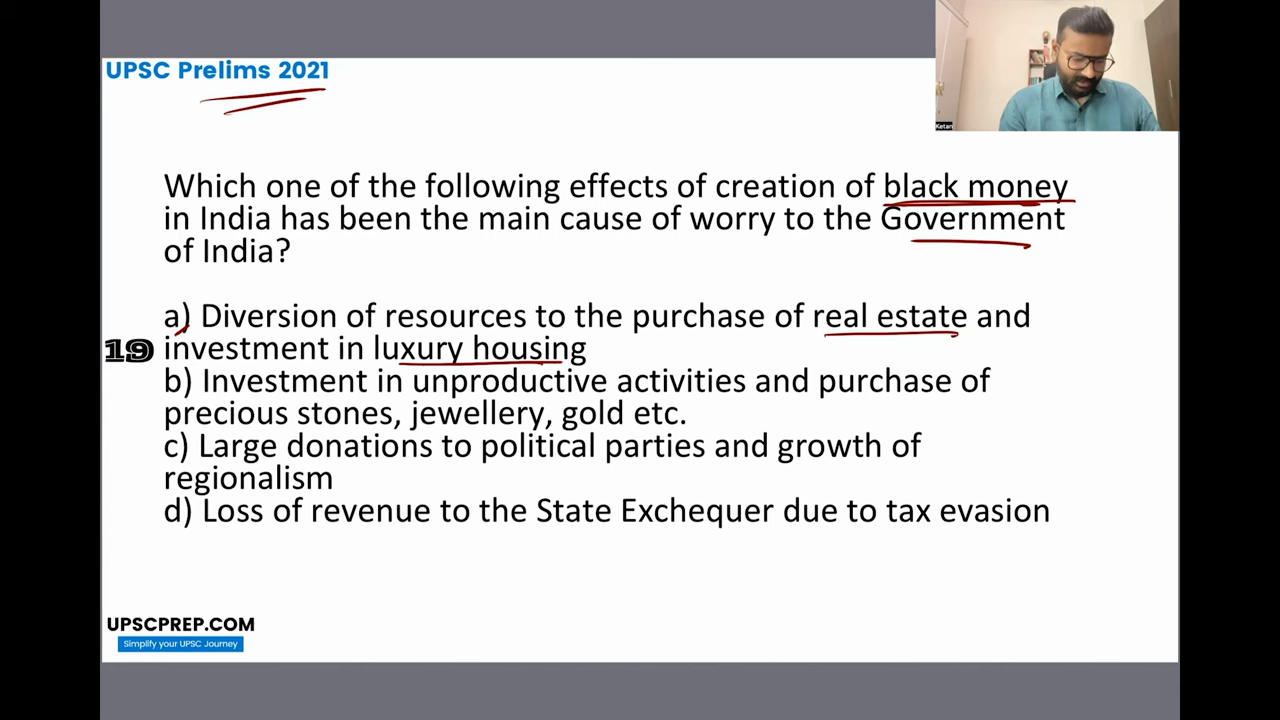 UPSC Prelims 2021
Ketan
Which one of the following effects of creation of black money
in India has been the main cause of worry to the Government
of India?
a) Diversion of resources to the purchase of real estate and
19 investment in luxury housing
b) Investment in unproductive activities and purchase of
precious stones, jewellery, gold etc.
c) Large donations to political parties and growth of
regionalism
d) Loss of revenue to the State Exchequer due to tax evasion
UPSCPREP.COM
Simplify your UPSC Journey